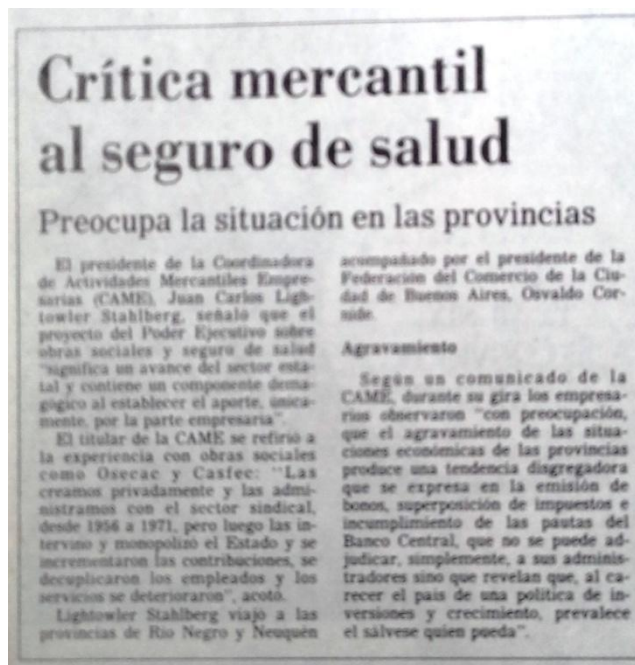 Crítica mercantil
al seguro de salud
Preocupa la situación en las provincias
El presidente de la Coordinadora
de Actividades Mercantiles Empre-
sarias (CAME), Juan Carlos Ligh-
towler Stahlberg, señaló que el
proyecto del Poder Ejecutivo sobre
obras sociales y seguro de salud
"significa un avance del sector esta-
tal y contiene un componente dema-
gógico al establecer el aporte, única-
mente, por la parte empresaria".
El titular de la CAME se refirió a
la experiencia con obras sociales
como Osecac y Casfec: "Las
creamos privadamente y las admi-
nistramos con el sector sindical,
desde 1956 a 1971, pero luego las in-
tervino y monopolizó el Estado y se
incrementaron las contribuciones, se
decuplicaron los empleados y los
servicios se deterioraron", acotó.
Lightowler Stahlberg viajó a las
provincias de Río Negro y Neuquén
acompañado por el presidente de la
Federación del Comercio de la Ciu-
dad de Buenos Aires, Osvaldo Cor-
nide.
Agravamiento
Según un comunicado de la
CAME, durante su gira los empresa-
rios observaron "con preocupación,
que el agravamiento de las situa-
ciones económicas de las provincias
produce una tendencia disgregadora
que se expresa en la emisión de
bonos, superposición de impuestos e
incumplimiento de las pautas del
Banco Central, que no se puede ad-
judicar, simplemente, a sus adminis-
tradores sino que revelan que, al ca-
recer el país de una política de in-
versiones y crecimiento, prevalece
el sálvese quien pueda".